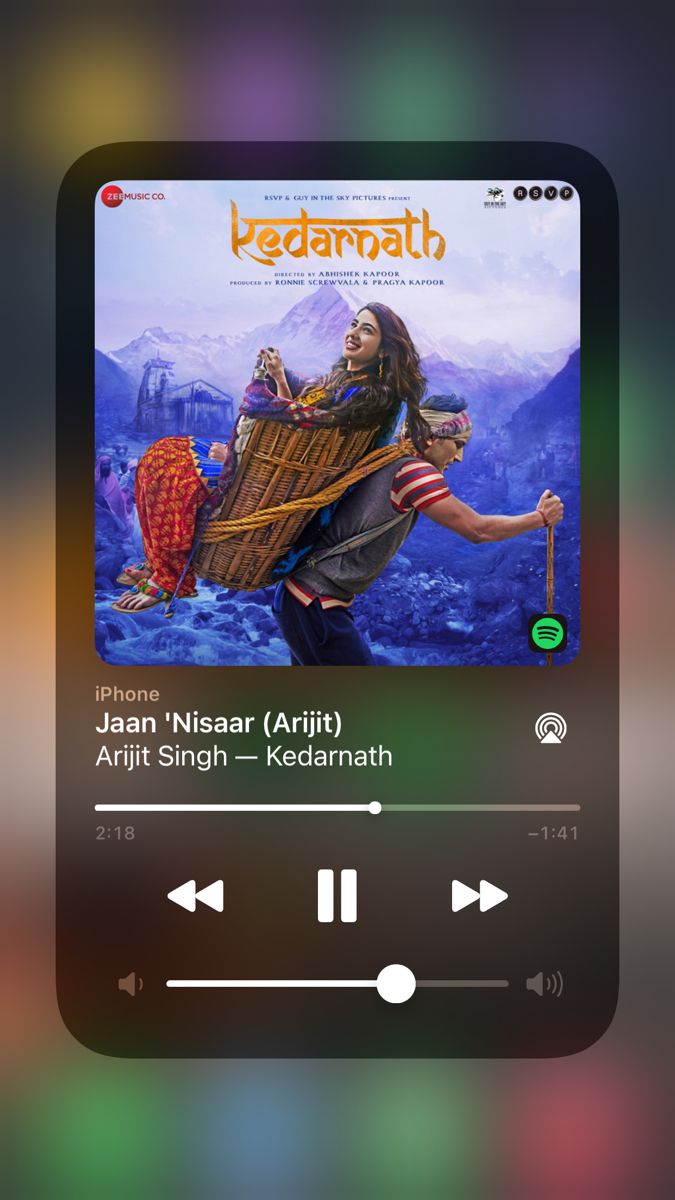 ZEE MUSIC CO.
RSVP & GUY IN THE SKY PICTURES PRESENT
R S V P
kedarnath
DIRECTED BY ABHISHEK KAPOOR
PRODUCED BY RONNIE SCREWVALA & PRAGYA KAPOOR
iPhone
Jaan 'Nisaar (Arijit)
Arijit Singh — Kedarnath
2:18
−1:41